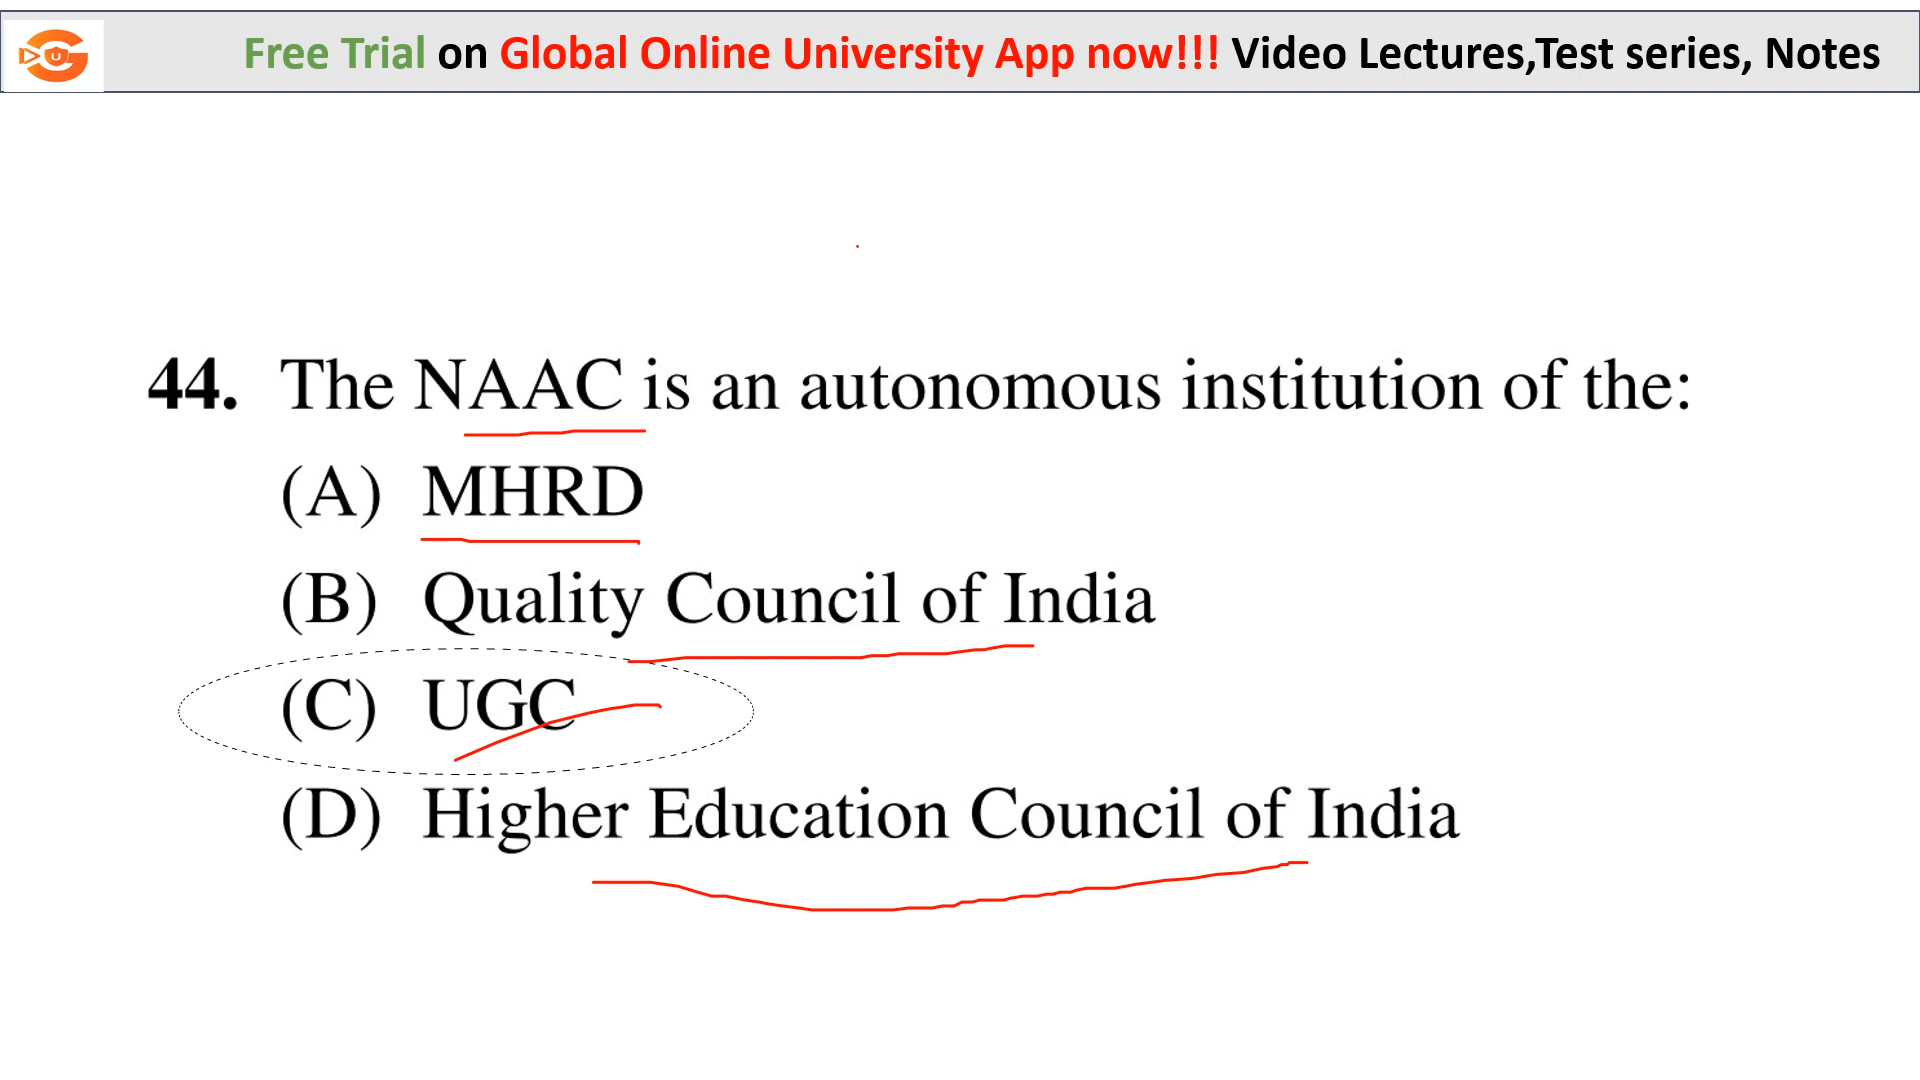 U
Free Trial on Global Online University App now!!! Video Lectures,Test series, Notes
44. The NAAC is an autonomous institution of the:
(A) MHRD
(B) Quality Council of India
(C) UGC
(D) Higher Education Council of India